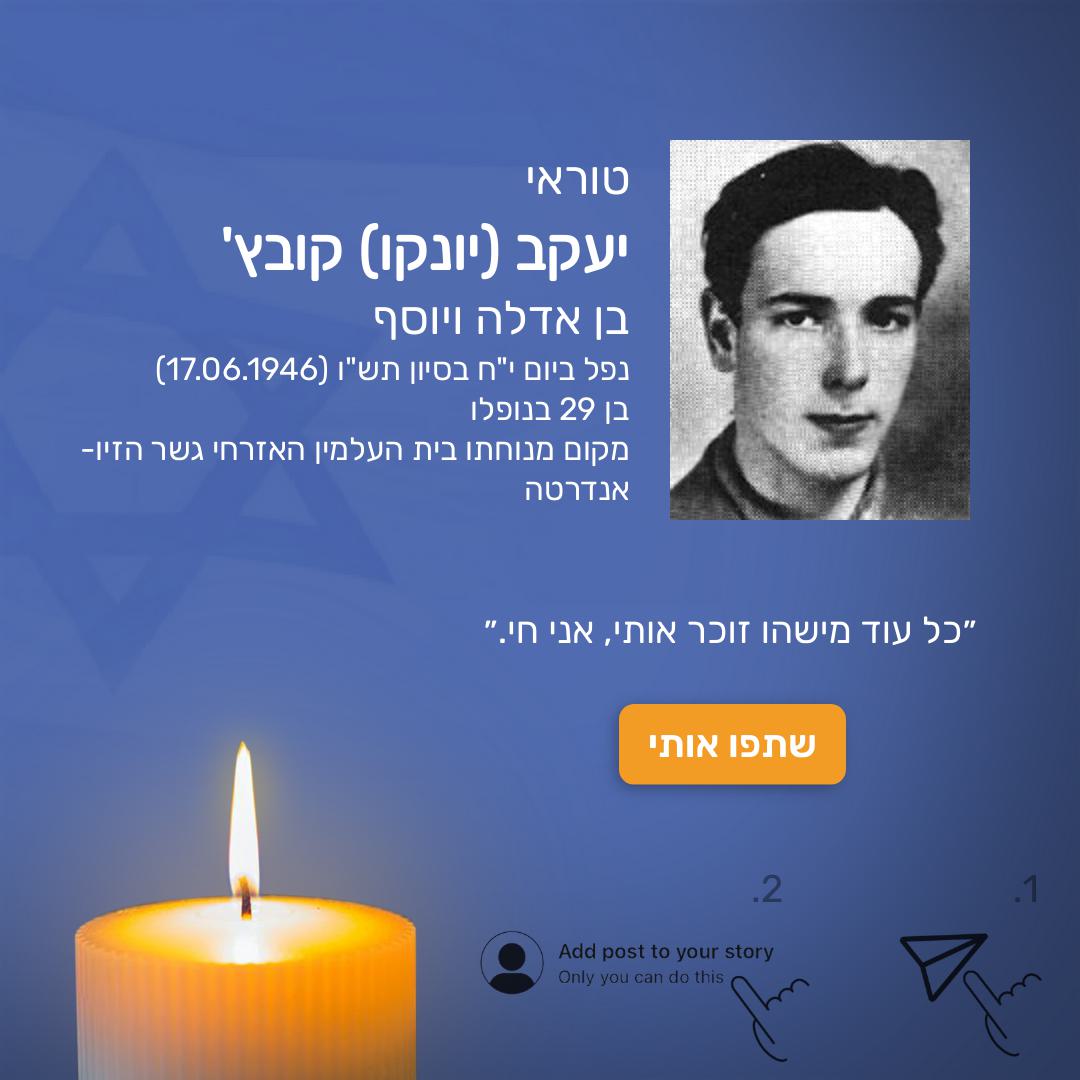 טוראי
יעקב (יונקו) קובץ'
בן אדלה ויוסף
נפל ביום י"ח בסיון תש"ו (17.06.1946)
בן 29 בנופלו
מקום מנוחתו בית העלמין האזרחי גשר הזיו-
אנדרטה
״כל עוד מישהו זוכר אותי, אני חי.״
שתפו אותי
.1
.2
Add post to your story
Only you can do this